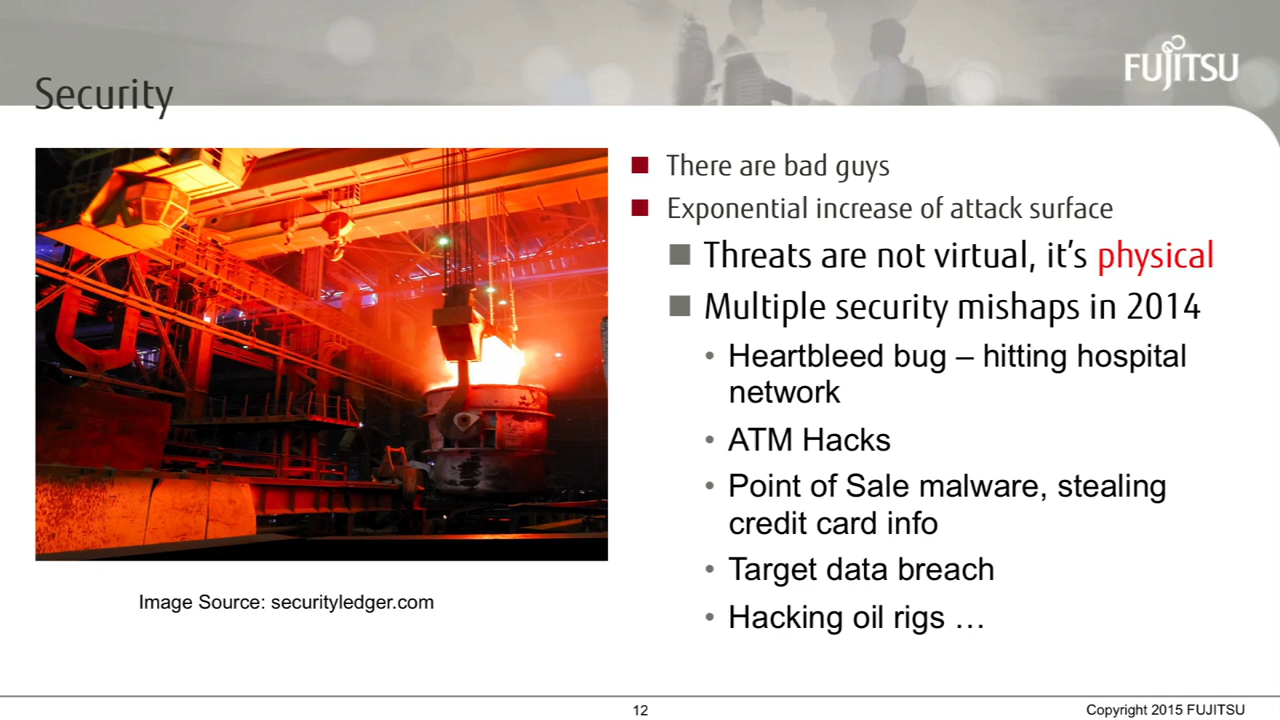 FUJITSU
Security
There are bad guys
Exponential increase of attack surface
Threats are not virtual, it's physical
Multiple security mishaps in 2014
• Heartbleed bug – hitting hospital
network
• ATM Hacks
• Point of Sale malware, stealing
credit card info
• Target data breach
• Hacking oil rigs …
Image Source: securityledger.com
12
Copyright 2015 FUJITSU